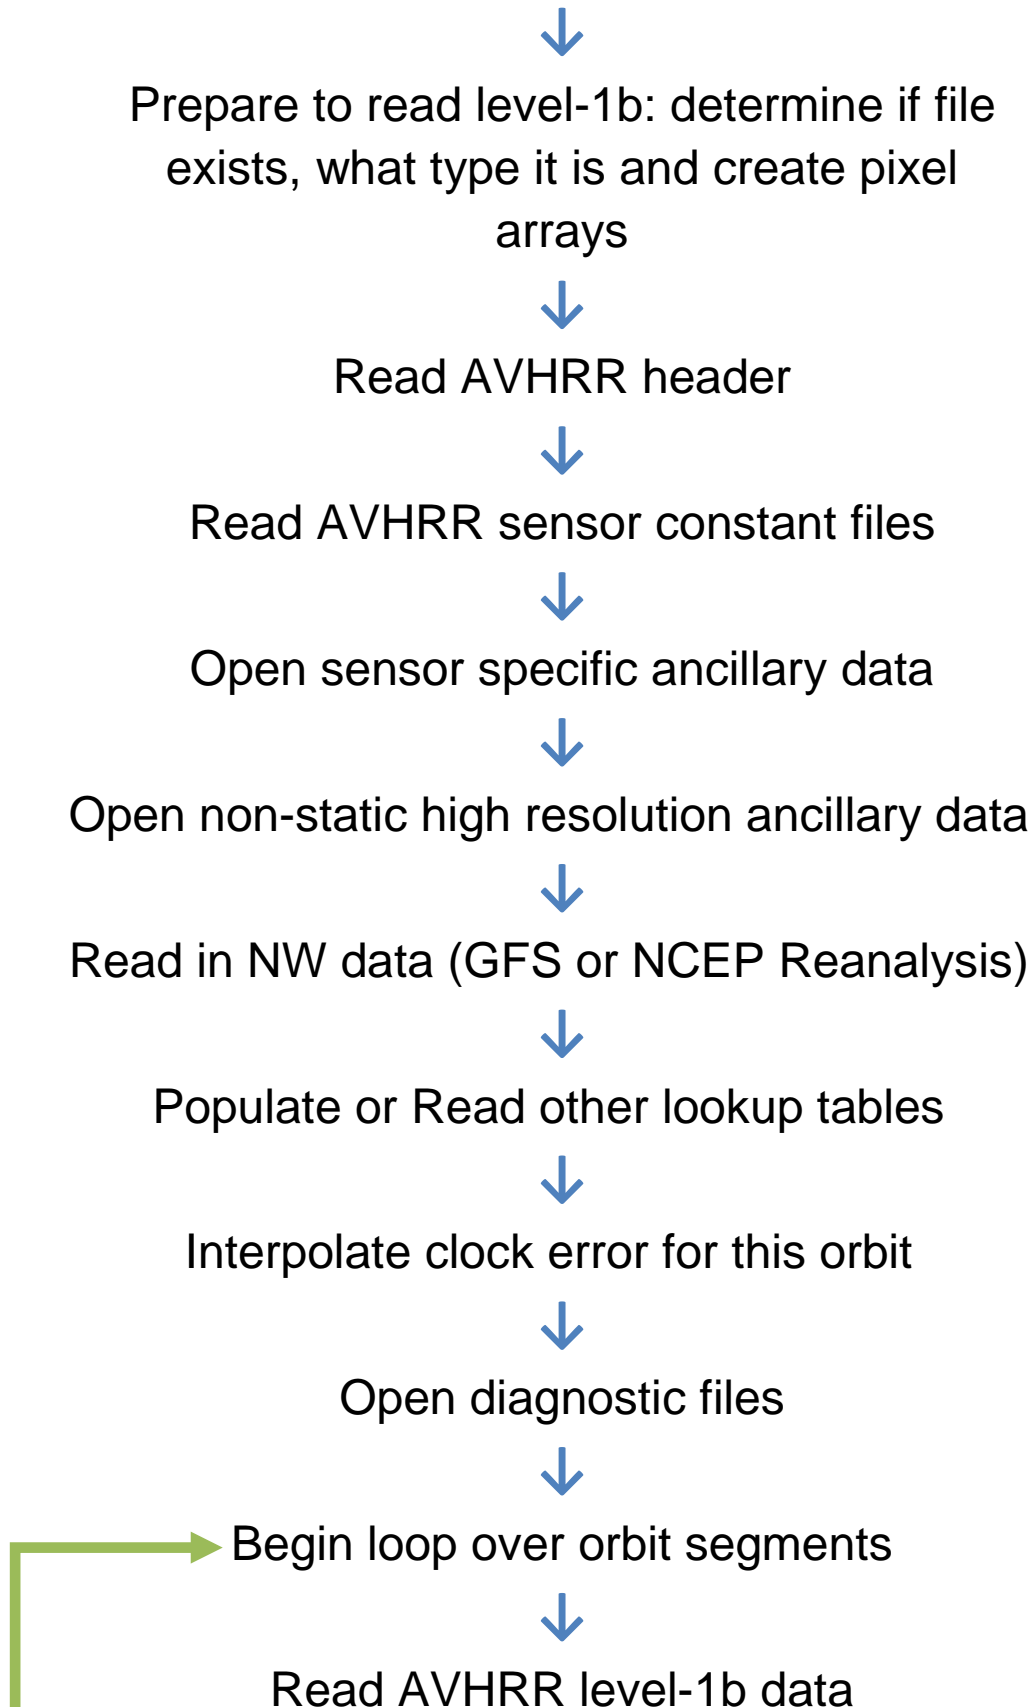 Prepare to read level-1b: determine if file
exists, what type it is and create pixel
arrays
Read AVHRR header
Read AVHRR sensor constant files
Open sensor specific ancillary data
Open non-static high resolution ancillary data
Read in NW data (GFS or NCEP Reanalysis)
Populate or Read other lookup tables
Interpolate clock error for this orbit
Open diagnostic files
Begin loop over orbit segments
Read AVHRR level-1b data